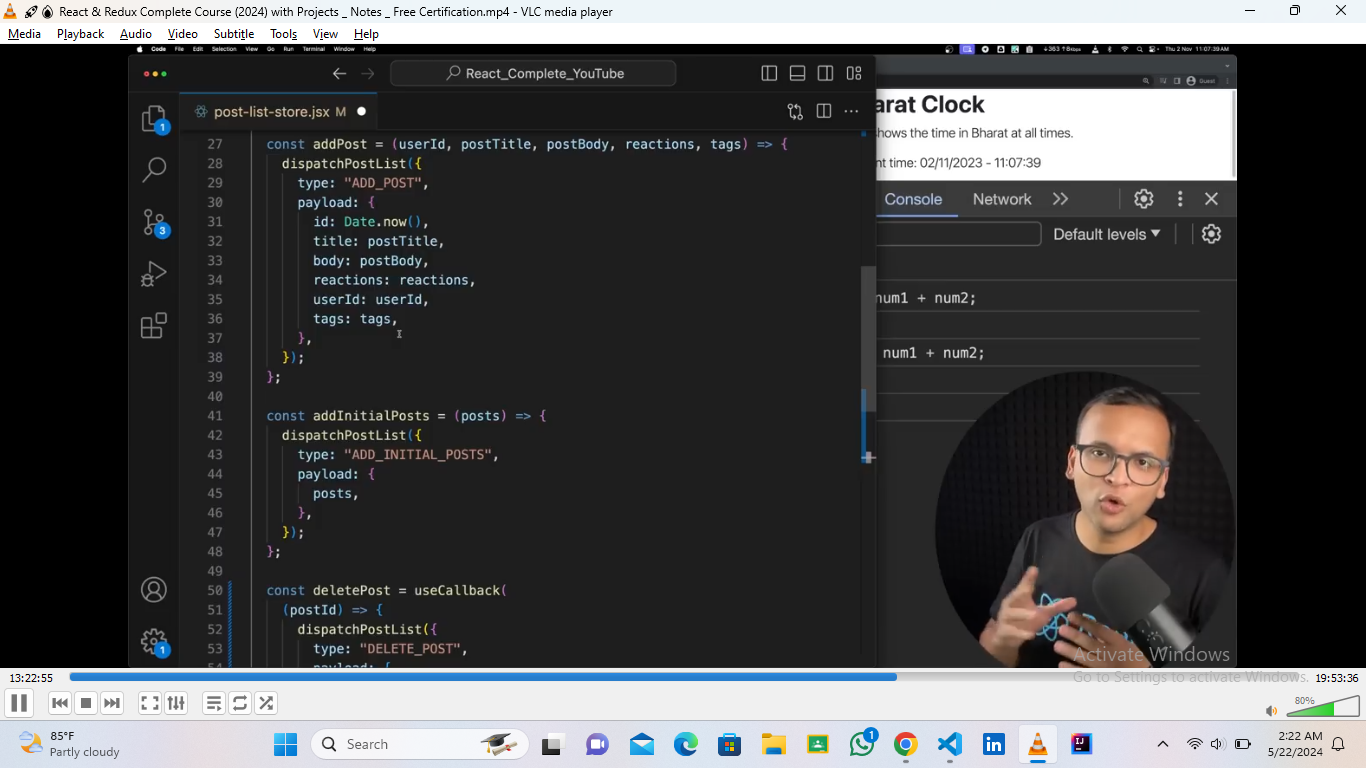 React & Redux Complete Course (2024) with Projects _ Notes _ Free Certification.mp4 - VLC media player
Media Playback Audio Video Subtitle Tools View Help
Code File Edit Selection View Go Run Terminal Window Help
Thu 2 Nov 11:07:39 AM
React_Complete_YouTube
Guest
post-list-store.jsx M
arat Clock
hows the time in Bharat at all times.
nt time: 02/11/2023 - 11:07:39
Console Network
Default levels
num1 + num2;
num1 + num2;
1
3
27 const addPost = (userId, postTitle, postBody, reactions, tags) => {
28 dispatchPostList({
29 type: "ADD_POST",
30 payload: {
31 id: Date.now(),
32 title: postTitle,
33 body: postBody,
34 reactions: reactions,
35 userId: userId,
36 tags: tags,
37 },
38 });
39 };
40
41 const addInitialPosts = (posts) => {
42 dispatchPostList({
43 type: "ADD_INITIAL_POSTS",
44 payload: {
45 posts,
46 },
47 });
48 };
49
50 const deletePost = useCallback(
51 (postId) => {
52 dispatchPostList({
53 type: "DELETE_POST",
54 payload: {
1
Activate Windows
Go to Settings to activate Windows.
13:22:55
19:53:36
80%
85°F
Partly cloudy
Search
1
2:22 AM
5/22/2024